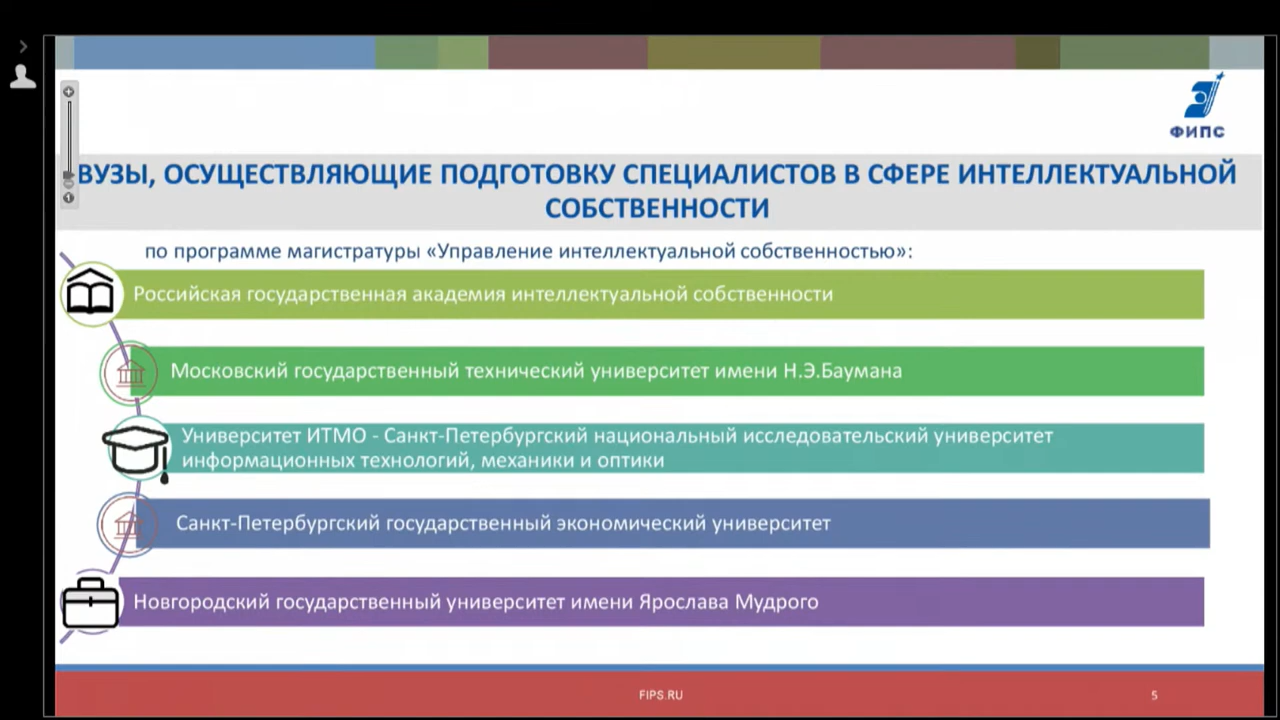 ФИПС
ВУЗЫ, ОСУЩЕСТВЛЯЮЩИЕ ПОДГОТОВКУ СПЕЦИАЛИСТОВ В СФЕРЕ ИНТЕЛЛЕКТУАЛЬНОЙ
СОБСТВЕННОСТИ
по программе магистратуры «Управление интеллектуальной собственностью»:
Российская государственная академия интеллектуальной собственности
Московский государственный технический университет имени Н.Э.Баумана
Университет ИТМО - Санкт-Петербургский национальный исследовательский университет
информационных технологий, механики и оптики
Санкт-Петербургский государственный экономический университет
Новгородский государственный университет имени Ярослава Мудрого
FIPS.RU
5